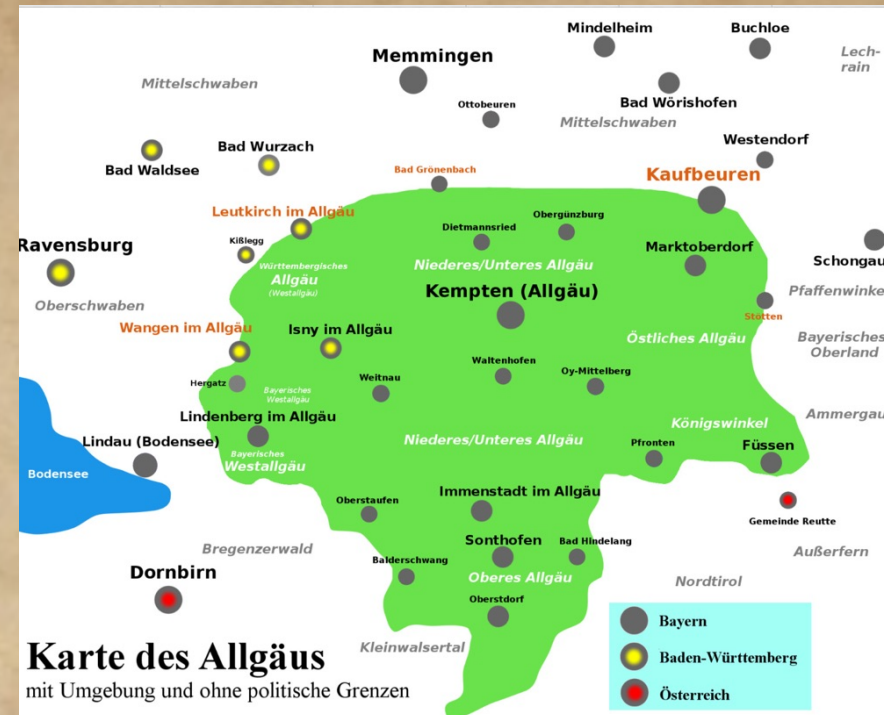 Mindelheim
Buchloe
Memmingen
Lech-
rain
Mittelschwaben
Bad Wörishofen
Ottobeuren
Mittelschwaben
Westendorf
Bad Wurzach
Bad Waldsee
Bad Grönenbach
Kaufbeuren
Leutkirch im Allgäu
Obergünzburg
Dietmannsried
Kißlegg
Ravensburg
Marktoberdorf
Schongau
Württembergisches
Allgäu
(Westallgäu)
Niederes/Unteres Allgäu
Kempten (Allgäu)
Pfaffenwinkel
Oberschwaben
Stötten
Wangen im Allgäu
Isny im Allgäu
Östliches Allgäu
Bayerisches
Oberland
Waltenhofen
Oy-Mittelberg
Weitnau
Hergatz
Bayerisches
Westallgäu
Lindenberg im Allgäu
Ammergau
Königswinkel
Lindau (Bodensee)
Niederes/Unteres Allgäu
Pfronten
Füssen
Bayerisches
Westallgäu
Bodensee
Immenstadt im Allgäu
Oberstaufen
Gemeinde Reutte
Sonthofen
Bad Hindelang
Bregenzerwald
Außerfern
Balderschwang
Oberes Allgäu
Nordtirol
Dornbirn
Oberstdorf
Kleinwalsertal
Karte des Allgäus
mit Umgebung und ohne politische Grenzen
Bayern
Baden-Württemberg
Österreich